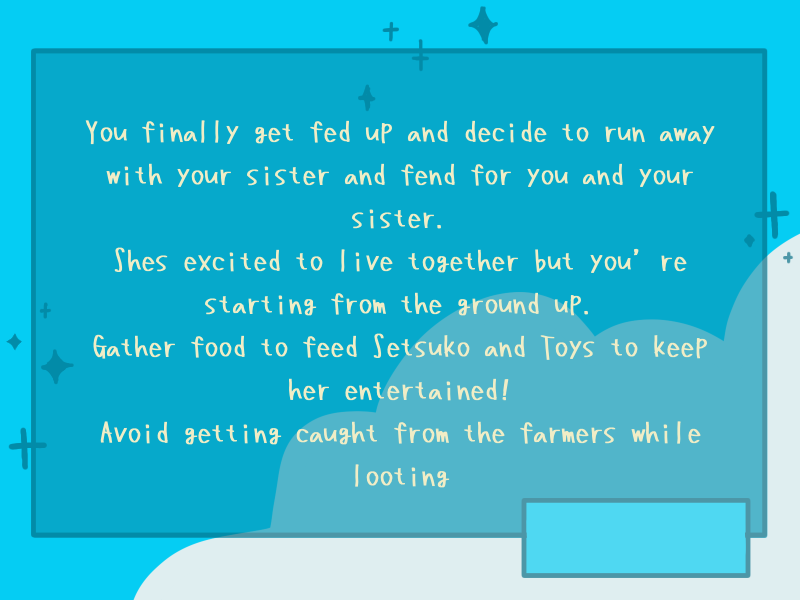 You finally get fed up and decide to run away
with your sister and fend for you and your
sister.
Shes excited to live together but you're
starting from the ground up.
Gather food to feed Setsuko and Toys to keep
her entertained!
Avoid getting caught from the farmers while
looting